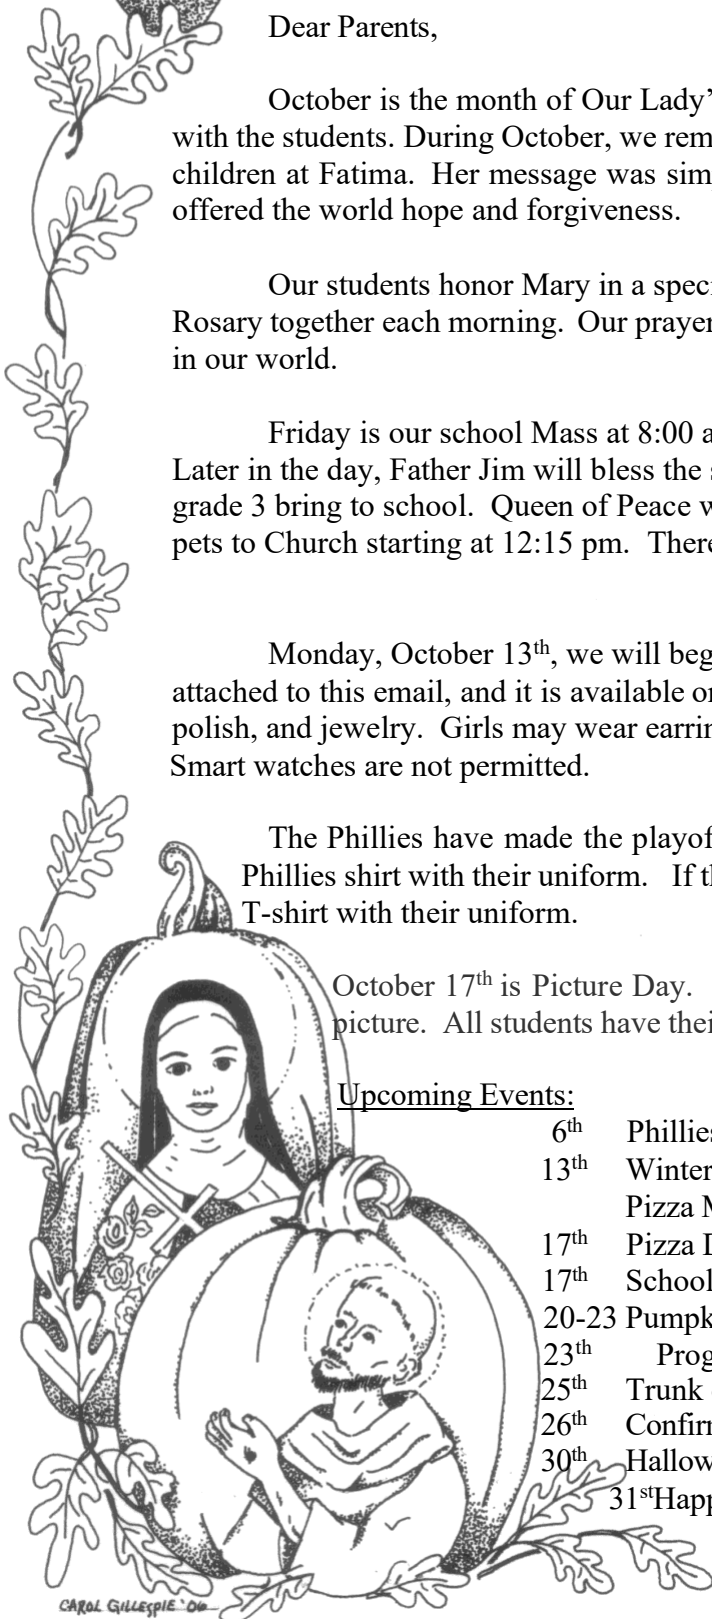 Dear Parents,
October is the month of Our Lady’
with the students. During October, we rem
children at Fatima. Her message was sim
offered the world hope and forgiveness.
Our students honor Mary in a speci
Rosary together each morning. Our prayer
in our world.
Friday is our school Mass at 8:00 a
Later in the day, Father Jim will bless the s
grade 3 bring to school. Queen of Peace w
pets to Church starting at 12:15 pm. There
Monday, October 13th, we will beg
attached to this email, and it is available on
polish, and jewelry. Girls may wear earrin
Smart watches are not permitted.
The Phillies have made the playof
Phillies shirt with their uniform. If th
T-shirt with their uniform.
October 17th is Picture Day.
picture. All students have thei
Upcoming Events:
6th Phillies
13th Winter
Pizza M
17th Pizza D
17th School
20-23 Pumpk
23th Prog
25th Trunk
26th Confirm
30th Hallow
31stHapp
CAROL GILLESPIE '06